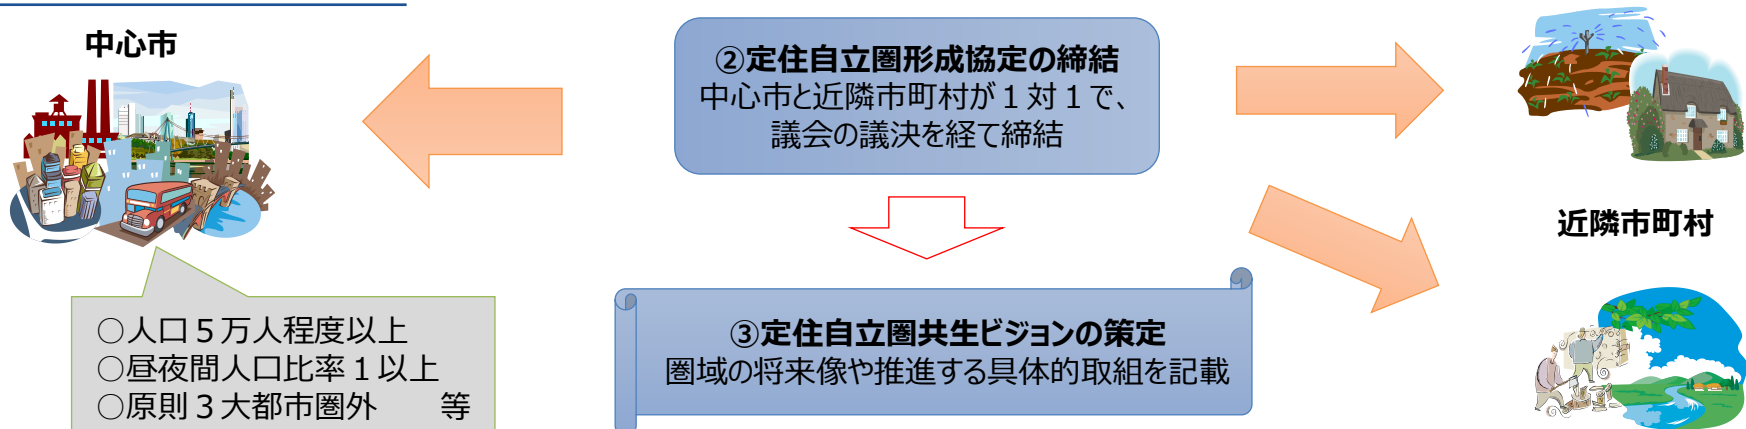 中心市
②定住自立圏形成協定の締結
中心市と近隣市町村が１対１で、
議会の議決を経て締結
近隣市町村
○人口５万人程度以上
○昼夜間人口比率１以上
○原則３大都市圏外　等
③定住自立圏共生ビジョンの策定
圏域の将来像や推進する具体的取組を記載